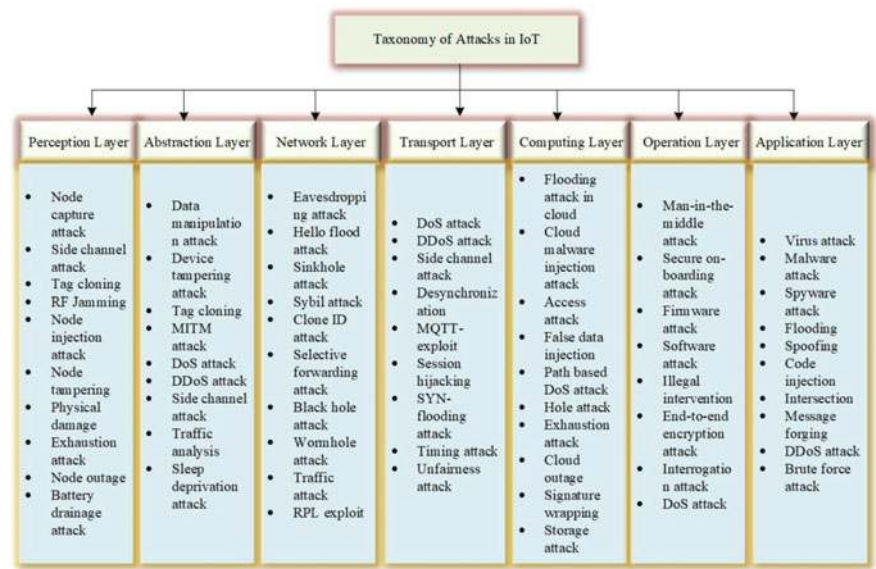 Taxonomy of Attacks in IoT
Perception Layer
Node
capture
attack
Side channel
attack
Tag cloning
RF Jamming
Node
injection
attack
Node
tampering
Physical
damage
Exhaustion
attack
Node outage
Battery
drainage
attack
Abstraction Layer
Data
manipulatio
n attack
Device
tampering
attack
Tag cloning
MITM
attack
DoS attack
DDoS attack
Side channel
attack
Traffic
analysis
Sleep
deprivation
attack
Network Layer
Eavesdroppi
ng attack
Hello flood
attack
Sinkhole
attack
Sybil attack
Clone ID
attack
Selective
forwarding
attack
Black hole
attack
Wormhole
attack
Traffic
attack
RPL exploit
Transport Layer
DoS attack
DDoS attack
Side channel
attack
Desynchroniz
ation
MQTT-
exploit
Session
hijacking
SYN-
flooding
attack
Timing attack
Unfairness
attack
Computing Layer
Flooding
attack in
cloud
Cloud
malware
injection
attack
Access
attack
False data
injection
Path based
DoS attack
Hole attack
Exhaustion
attack
Cloud
outage
Signature
wrapping
Storage
attack
Operation Layer
Man-in-the-
middle
attack
Secure on-
boarding
attack
Firmware
attack
Software
attack
Illegal
intervention
End-to-end
encryption
attack
Interrogatio
n attack
DoS attack
Application Layer
Virus attack
Malware
attack
Spyware
attack
Flooding
Spoofing
Code
injection
Intersection
Message
forging
DDoS attack
Brute force
attack